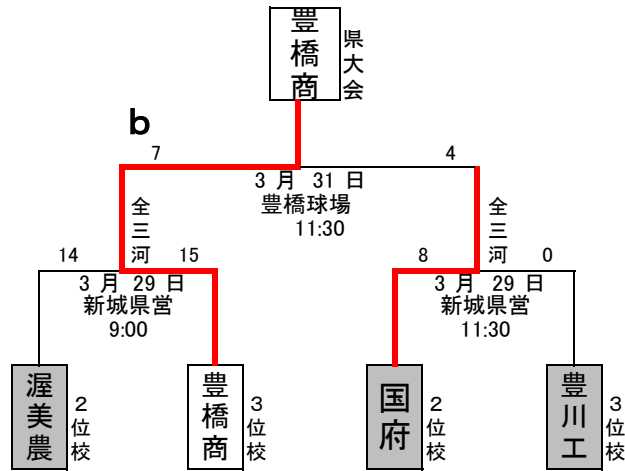 豊橋商
県大会
b
7
4
3 月 31 日
豊橋球場
11:30
全三河
全三河
14
15
8
0
3 月 29 日
新城県営
9:00
3 月 29 日
新城県営
11:30
渥美農
2位校
豊橋商
3位校
国府
2位校
豊川工
3位校